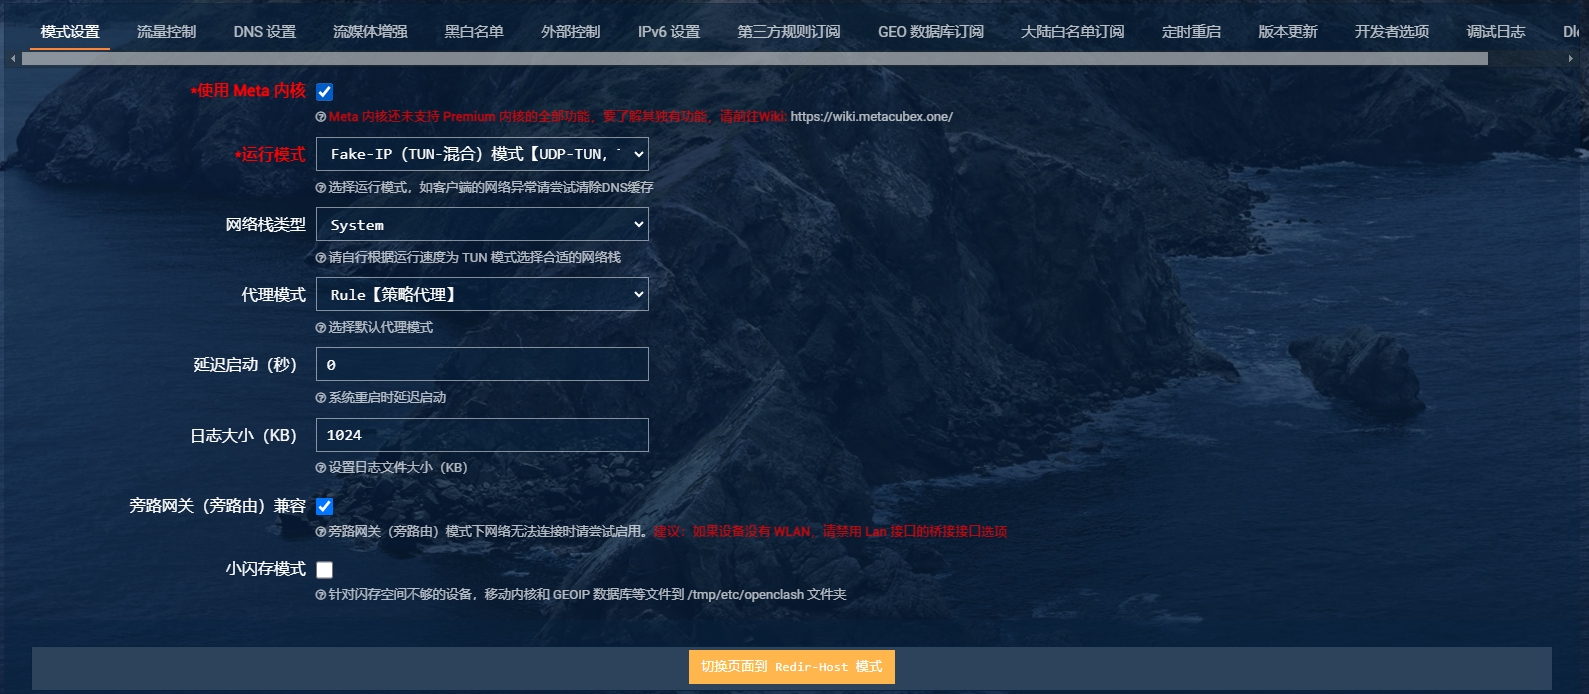 模式设置 流量控制 DNS 设置 流媒体增强 黑白名单 外部控制 IPv6 设置 第三方规则订阅 GEO 数据库订阅 大陆白名单订阅 定时重启 版本更新 开发者选项 调试日志
*使用 Meta 内核
Meta 内核还未支持 Premium 内核的全部功能，要了解其独有功能，请前往Wiki: https://wiki.metacubex.one/
*运行模式 Fake-IP（TUN-混合）模式【UDP-TUN,
选择运行模式，如客户端的网络异常请尝试清除DNS缓存
网络栈类型 System
请自行根据运行速度为 TUN 模式选择合适的网络栈
代理模式 Rule【策略代理】
选择默认代理模式
延迟启动（秒） 0
系统重启时延迟启动
日志大小（KB） 1024
设置日志文件大小（KB）
旁路网关（旁路由）兼容
旁路网关（旁路由）模式下网络无法连接时请尝试启用。建议：如果设备没有 WLAN，请禁用 Lan 接口的桥接接口选项
小闪存模式
针对闪存空间不够的设备，移动内核和 GEOIP 数据库等文件到 /tmp/etc/openclash 文件夹
切换页面到 Redir-Host 模式